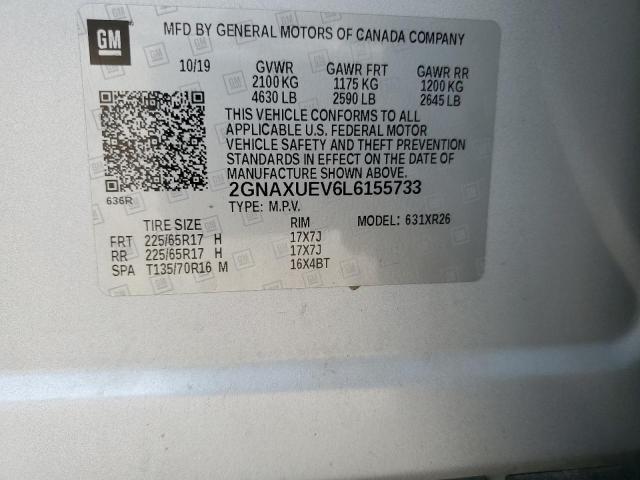 GM
MFD BY GENERAL MOTORS OF CANADA COMPANY
10/19 GVWR GAWR FRT GAWR RR
2100 KG 1175 KG 1200 KG
4630 LB 2590 LB 2645 LB
THIS VEHICLE CONFORMS TO ALL
APPLICABLE U.S. FEDERAL MOTOR
VEHICLE SAFETY AND THEFT PREVENTION
STANDARDS IN EFFECT ON THE DATE OF
MANUFACTURE SHOWN ABOVE.
2GNAXUEV6L6155733
636R TYPE: M.P.V.
TIRE SIZE RIM MODEL: 631XR26
FRT 225/65R17 H 17X7J
RR 225/65R17 H 17X7J
SPA T135/70R16 M 16X4BT